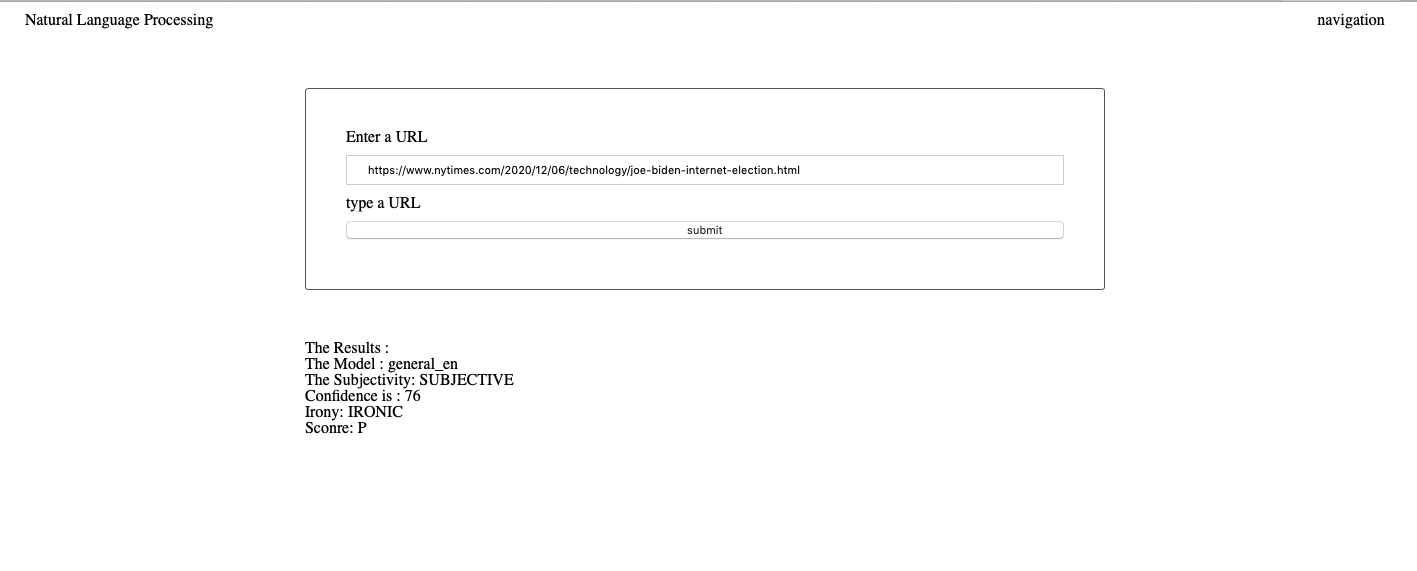 Natural Language Processing
navigation
Enter a URL
https://www.nytimes.com/2020/12/06/technology/joe-biden-internet-election.html
type a URL
submit
The Results :
The Model : general_en
The Subjectivity: SUBJECTIVE
Confidence is : 76
Irony: IRONIC
Sconre: P